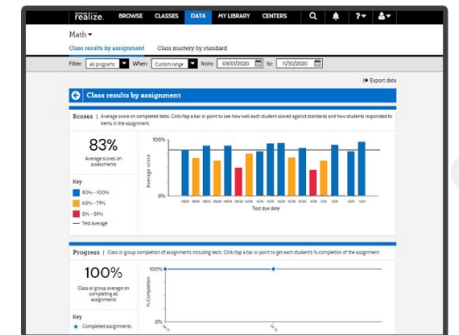 realize.
BROWSE CLASSES DATA MY LIBRARY CENTERS
Math
Class results by assignment Class mastery by standard
Filter: All programs When: Custom range from 09/01/2020 to: 11/30/2020
Export data
Class results by assignment
Scores | Average score on completed tests. Click/tap a bar or point to see how well each student scored against standards and how students responded to
items in the assignment.
83%
Average scores on
assessments
Key
80% - 100%
60% - 79%
0% - 59%
Test average
100%
Average score
0%
Test due date
Progress | Class or group completion of assignments including tests. Click/tap a bar or point to get each student's % completion of the assignment.
100%
Class or group average on
completing all
assignments
Key
Completed assignments
100%
% Completion
0%